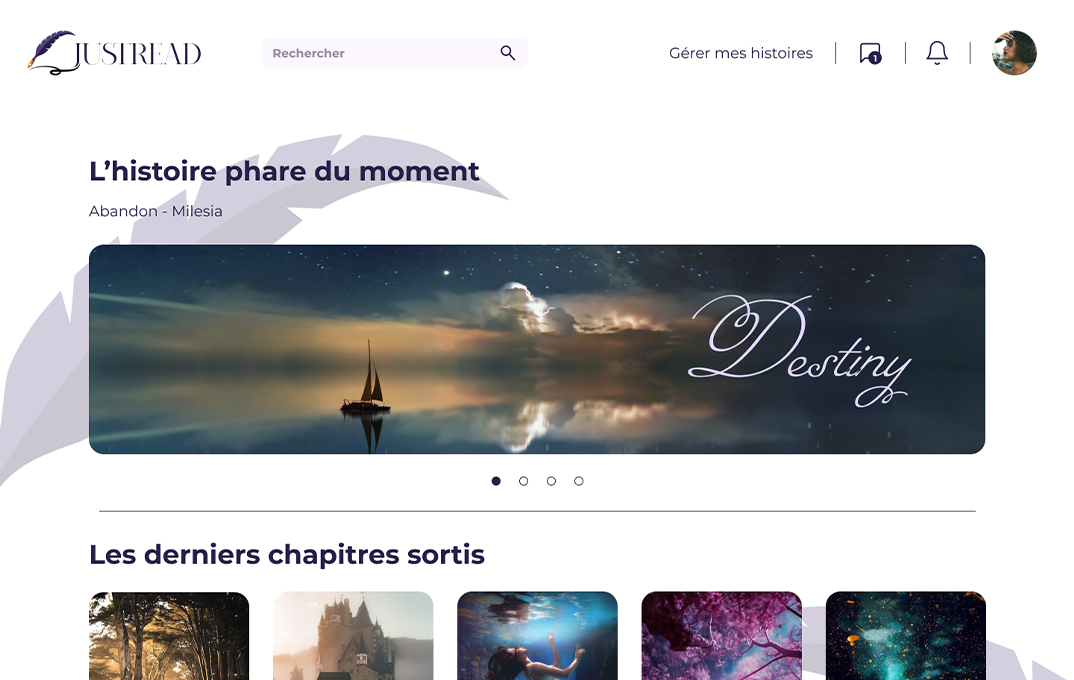 JUSTREAD
Rechercher
Gérer mes histoires
1
L’histoire phare du moment
Abandon - Milesia
Destiny
Les derniers chapitres sortis